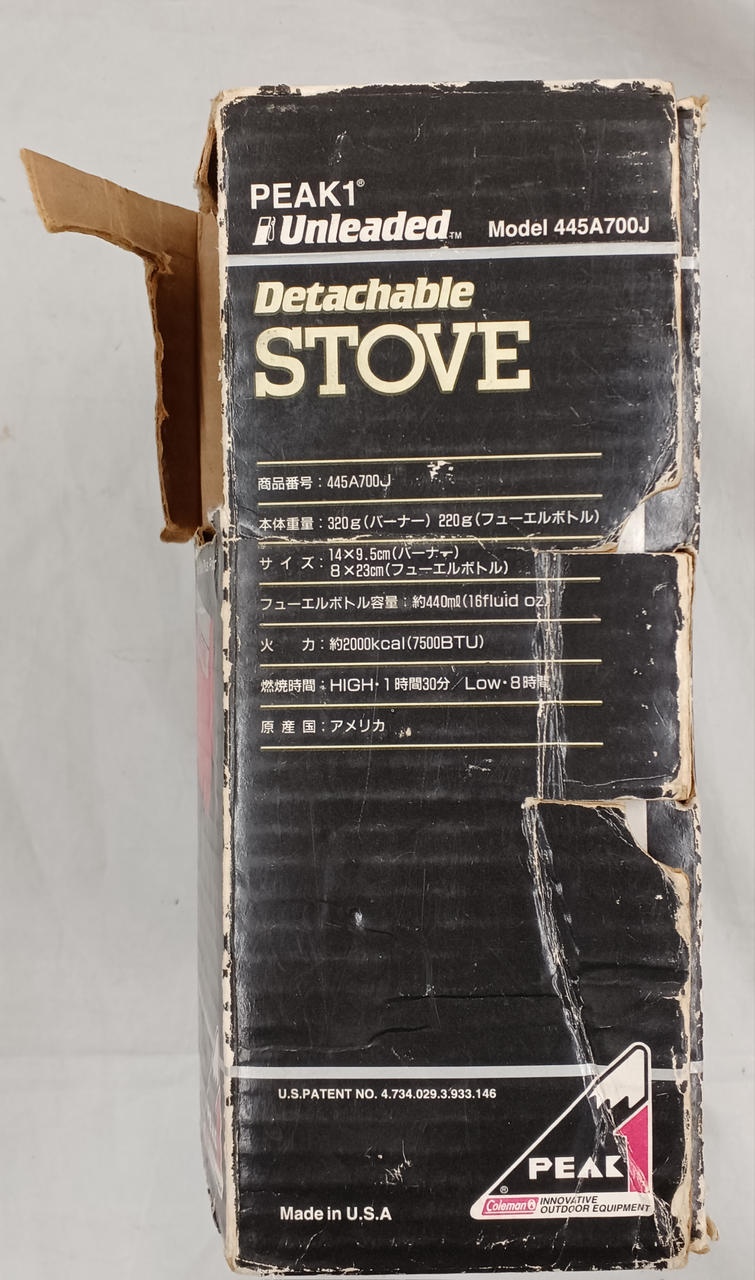 PEAK1®
Unleaded™ Model 445A700J
Detachable
STOVE
商品番号：445A700J
本体重量：320g（バーナー）220g（フューエルボトル）
サイズ：14×9.5cm（バーナー）
8×23cm（フューエルボトル）
フューエルボトル容量：約440mℓ（16fluid oz）
火　力：約2000kcal（7500BTU）
燃焼時間：HIGH・1時間30分／Low・8時間
原産国：アメリカ
U.S.PATENT NO. 4.734.029.3.933.146
PEAK
®
Coleman INNOVATIVE
OUTDOOR EQUIPMENT
Made in U.S.A